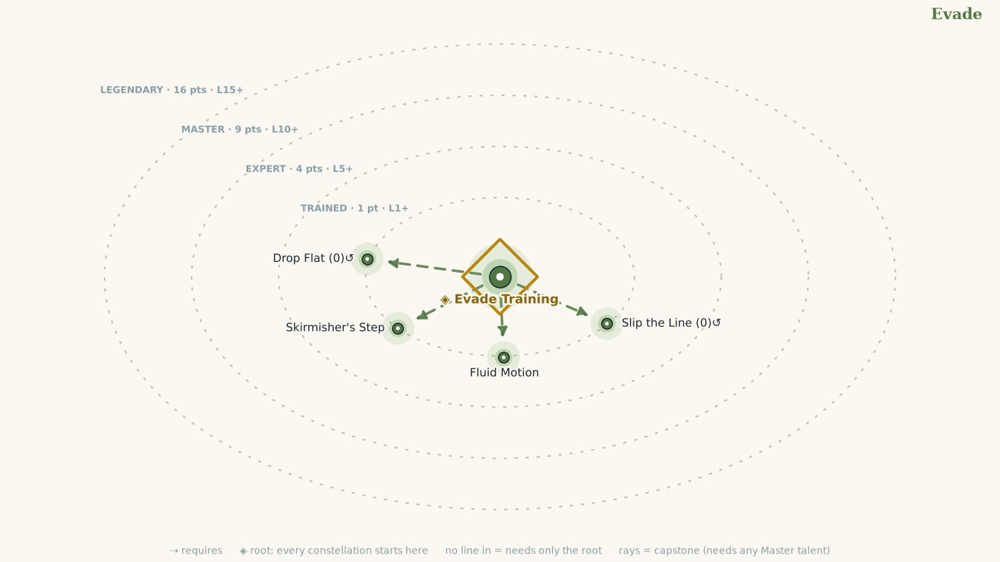 Evade
LEGENDARY · 16 pts · L15+
MASTER · 9 pts · L10+
EXPERT · 4 pts · L5+
TRAINED · 1 pt · L1+
Drop Flat (0)↺
◈ Evade Training
Slip the Line (0)↺
Skirmisher's Step
Fluid Motion
⇢ requires ◈ root: every constellation starts here no line in = needs only the root rays = capstone (needs any Master talent)